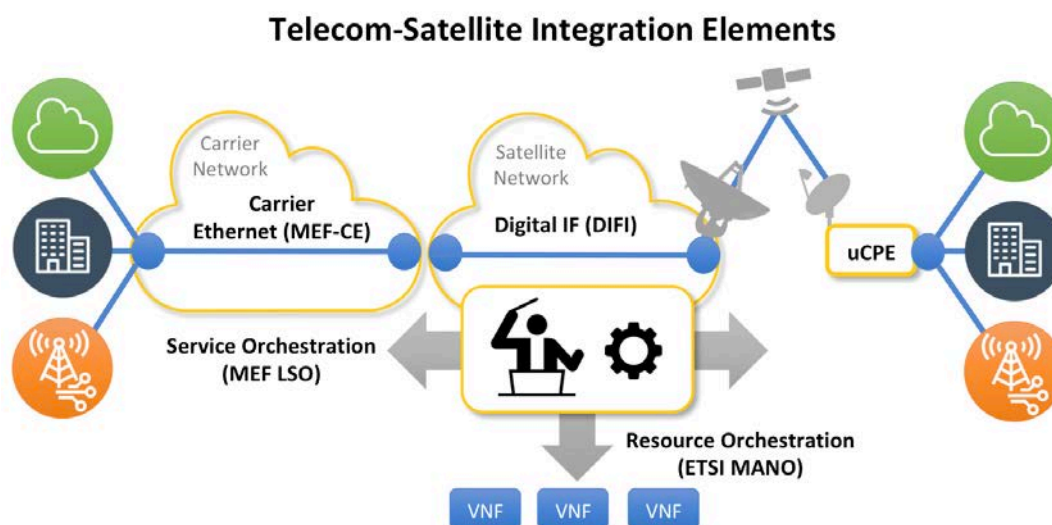 Telecom-Satellite Integration Elements
Carrier
Network
Carrier
Ethernet (MEF-CE)
Satellite
Network
Digital IF (DIFI)
uCPE
Service Orchestration
(MEF LSO)
Resource Orchestration
(ETSI MANO)
VNF
VNF
VNF